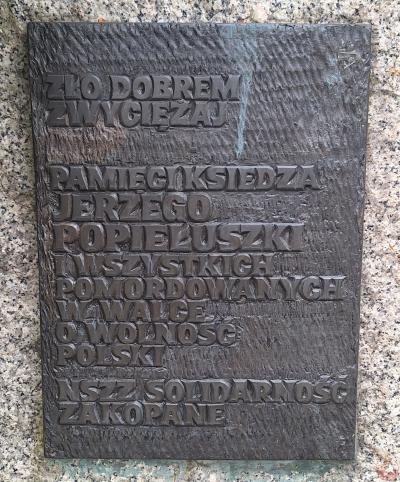 ZŁO DOBREM
ZWYCIĘŻAJ
PAMIĘCI KSIĘDZA
JERZEGO
POPIEŁUSZKI
I WSZYSTKICH
POMORDOWANYCH
W WALCE
O WOLNOŚĆ
POLSKI
NSZZ SOLIDARNOŚĆ
ZAKOPANE